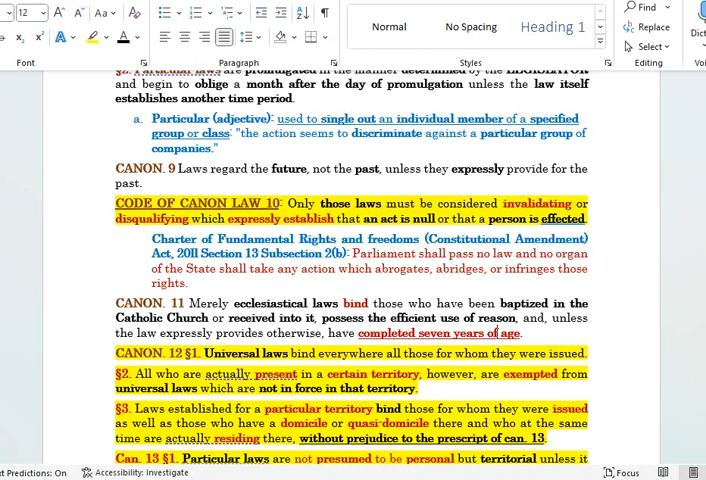 12
A
A
Aa
A
Normal
No Spacing
Heading 1
Find
Replace
Select
Font
Paragraph
Styles
Editing
§2. Particular laws are promulgated in the manner determined by the LEGISLATOR
and begin to oblige a month after the day of promulgation unless the law itself
establishes another time period.
a. Particular (adjective): used to single out an individual member of a specified
group or class: "the action seems to discriminate against a particular group of
companies."
CANON. 9 Laws regard the future, not the past, unless they expressly provide for the
past.
CODE OF CANON LAW 10: Only those laws must be considered invalidating or
disqualifying which expressly establish that an act is null or that a person is effected.
Charter of Fundamental Rights and freedoms (Constitutional Amendment)
Act, 2011 Section 13 Subsection 2(b): Parliament shall pass no law and no organ
of the State shall take any action which abrogates, abridges, or infringes those
rights.
CANON. 11 Merely ecclesiastical laws bind those who have been baptized in the
Catholic Church or received into it, possess the efficient use of reason, and, unless
the law expressly provides otherwise, have completed seven years of age.
CANON. 12 §1. Universal laws bind everywhere all those for whom they were issued.
§2. All who are actually present in a certain territory, however, are exempted from
universal laws which are not in force in that territory.
§3. Laws established for a particular territory bind those for whom they were issued
as well as those who have a domicile or quasi-domicile there and who at the same
time are actually residing there, without prejudice to the prescript of can. 13.
Can. 13 §1. Particular laws are not presumed to be personal but territorial unless it
Predictions: On
Accessibility: Investigate
Focus